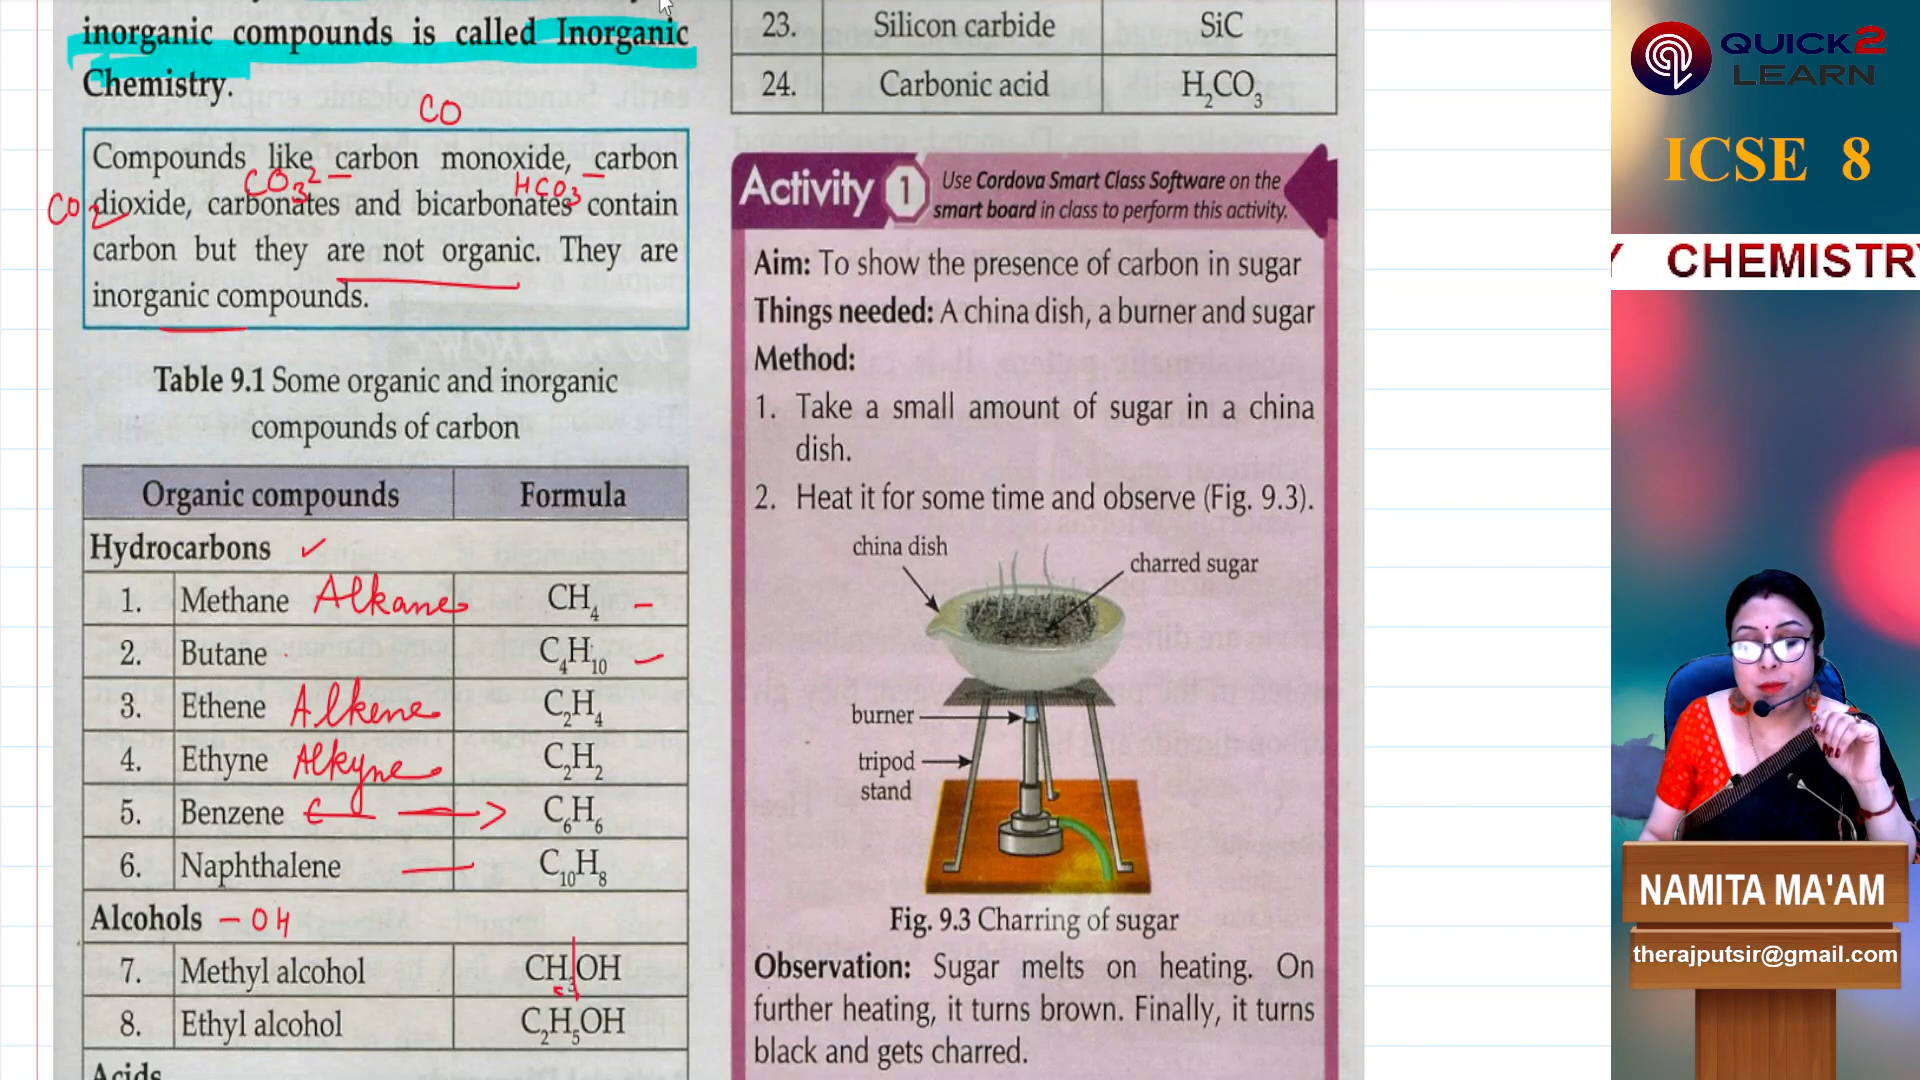 inorganic compounds is called Inorganic
Chemistry.
CO
Compounds like carbon monoxide, carbon
CO₃²⁻ HCO₃
CO₂ dioxide, carbonates and bicarbonates contain
carbon but they are not organic. They are
inorganic compounds.
Table 9.1 Some organic and inorganic
compounds of carbon
Organic compounds Formula
Hydrocarbons ✓
1. Methane Alkane CH₄
2. Butane C₄H₁₀
3. Ethene Alkene C₂H₄
4. Ethyne Alkyne C₂H₂
5. Benzene C₆H₆
6. Naphthalene C₁₀H₈
Alcohols – OH
7. Methyl alcohol CH₃OH
8. Ethyl alcohol C₂H₅OH
Acids
23. Silicon carbide SiC
24. Carbonic acid H₂CO₃
Activity 1 Use Cordova Smart Class Software on the
smart board in class to perform this activity.
Aim: To show the presence of carbon in sugar
Things needed: A china dish, a burner and sugar
Method:
1. Take a small amount of sugar in a china
dish.
2. Heat it for some time and observe (Fig. 9.3).
china dish
charred sugar
burner
tripod
stand
Fig. 9.3 Charring of sugar
Observation: Sugar melts on heating. On
further heating, it turns brown. Finally, it turns
black and gets charred.
QUICK2
LEARN
ICSE 8
Y CHEMISTRY
NAMITA MA'AM
therajputsir@gmail.com